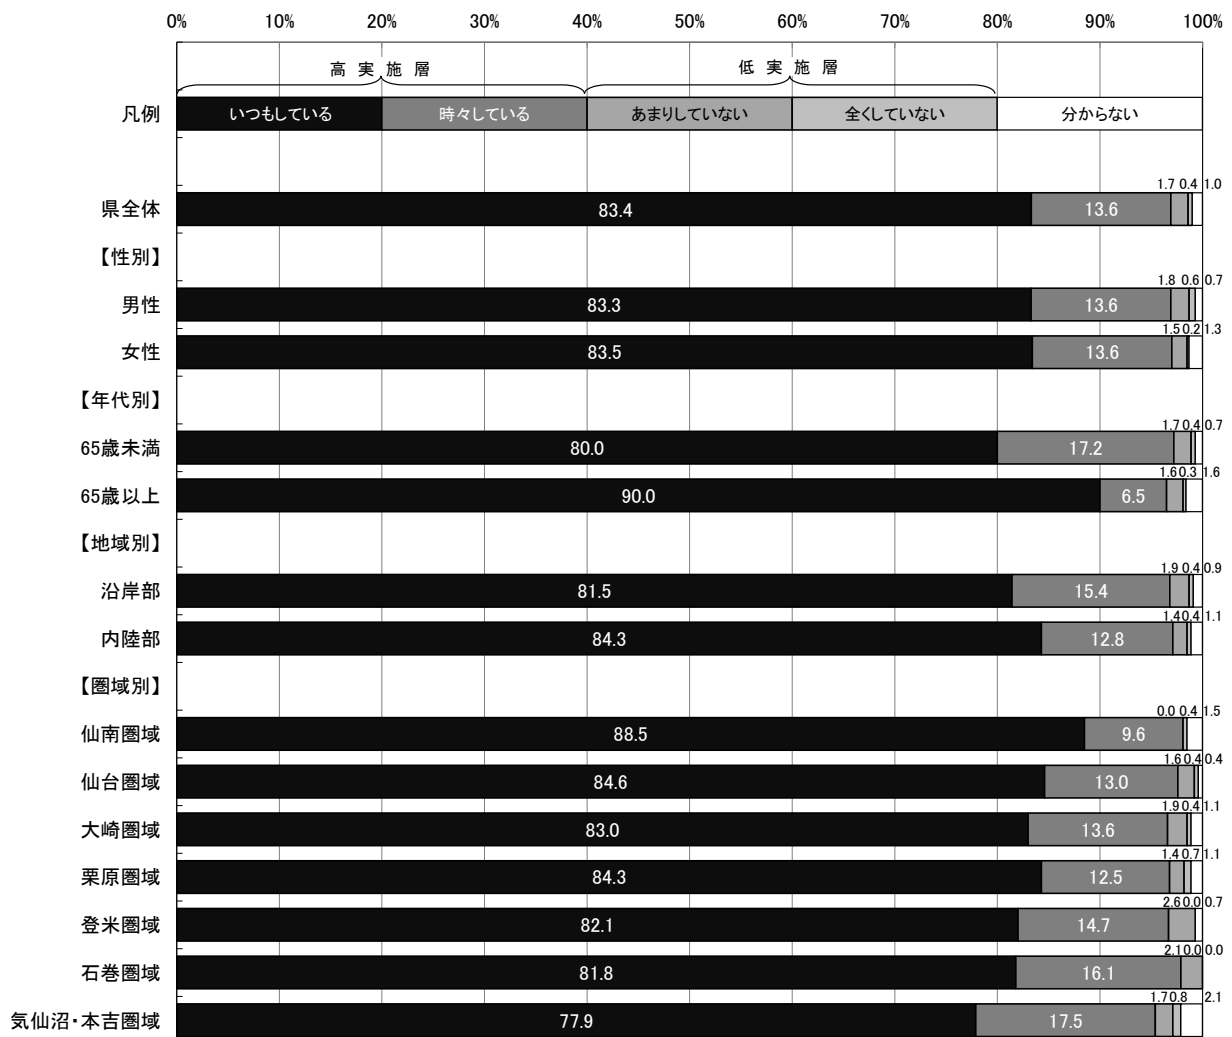 0% 10% 20% 30% 40% 50% 60% 70% 80% 90% 100%
高実施層 低実施層
凡例 いつもしている 時々している あまりしていない 全くしていない 分からない
1.7 0.4 1.0
県全体 83.4 13.6
【性別】
1.8 0.6 0.7
男性 83.3 13.6
1.5 0.2 1.3
女性 83.5 13.6
【年代別】
1.7 0.4 0.7
65歳未満 80.0 17.2
1.6 0.3 1.6
65歳以上 90.0 6.5
【地域別】
1.9 0.4 0.9
沿岸部 81.5 15.4
1.4 0.4 1.1
内陸部 84.3 12.8
【圏域別】
0.0 0.4 1.5
仙南圏域 88.5 9.6
1.6 0.4 0.4
仙台圏域 84.6 13.0
1.9 0.4 1.1
大崎圏域 83.0 13.6
1.4 0.7 1.1
栗原圏域 84.3 12.5
2.6 0.0 0.7
登米圏域 82.1 14.7
2.1 0.0 0.0
石巻圏域 81.8 16.1
1.7 0.8 2.1
気仙沼・本吉圏域 77.9 17.5